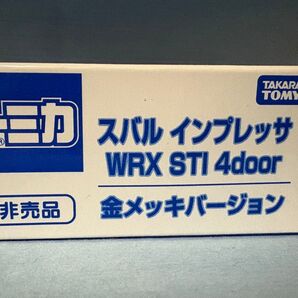 トミカ
TAKARA TOMY
スバル インプレッサ
WRX STI 4door
非売品
金メッキバージョン